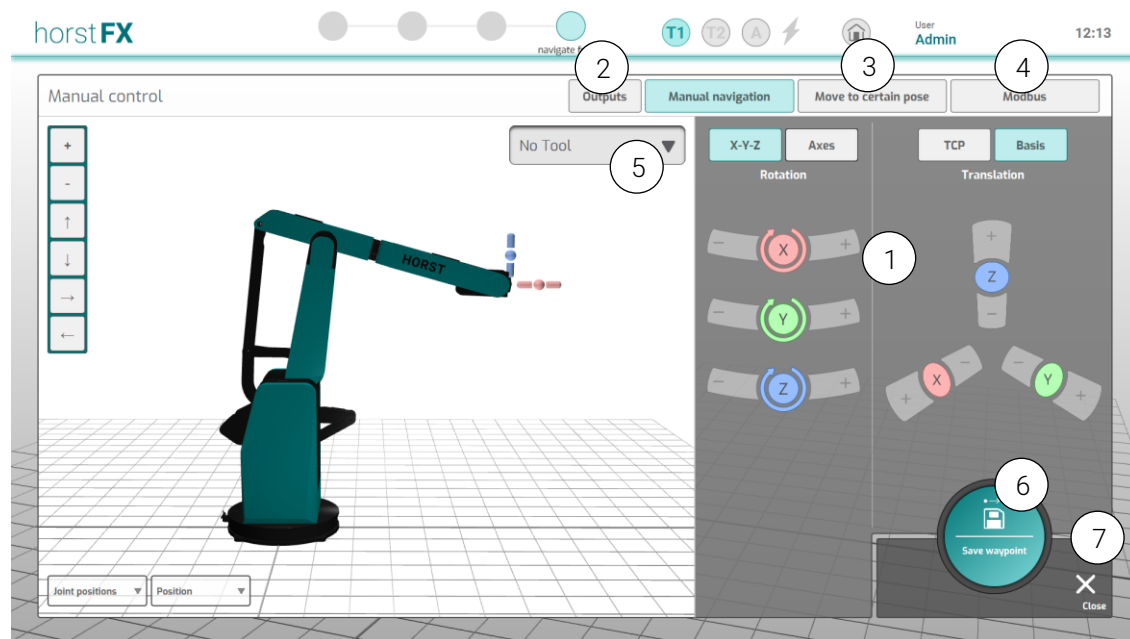 horstFX
T1
T2
A
User
Admin
12:13
navigate
2
3
4
Manual control
Outputs
Manual navigation
Move to certain pose
Modbus
+
-
↑
↓
→
←
No Tool
5
X-Y-Z
Axes
Rotation
TCP
Basis
Translation
− X +
− Y +
− Z +
1
+
Z
−
X
−
+
−
Y
+
HORST
6
Save waypoint
7
Close
Joint positions
Position